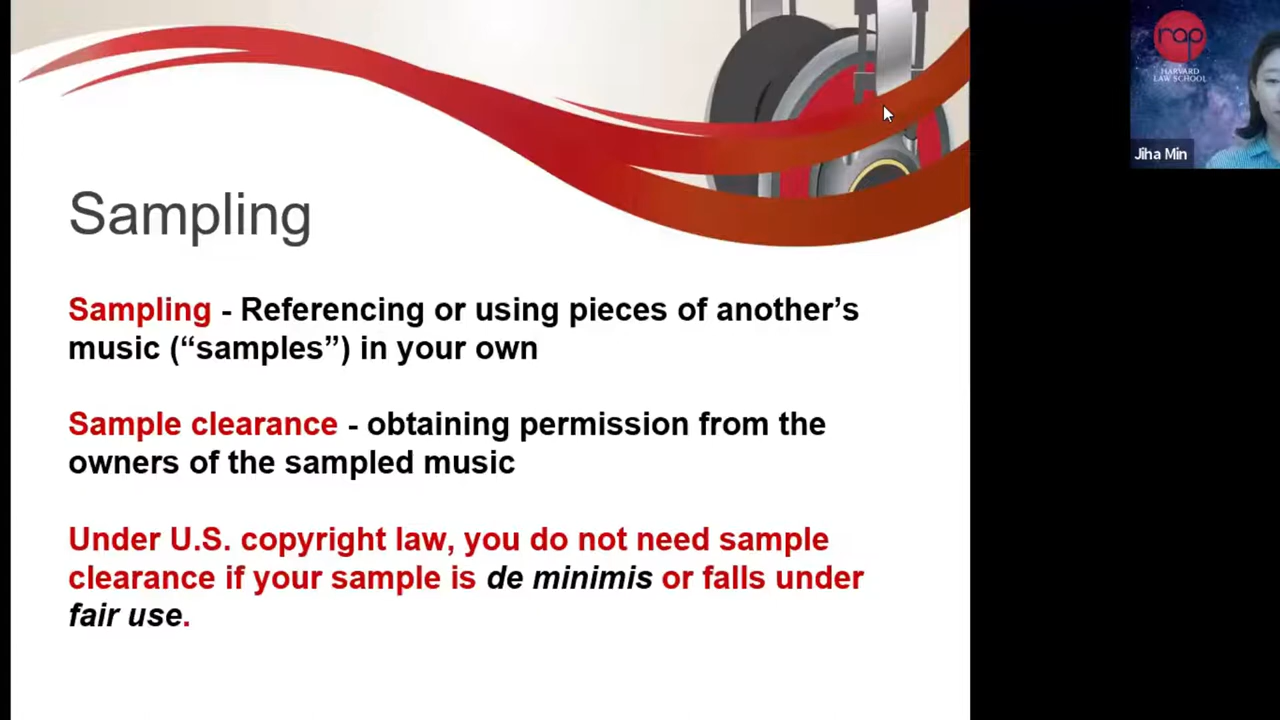 Sampling
Sampling - Referencing or using pieces of another’s
music (“samples”) in your own
Sample clearance - obtaining permission from the
owners of the sampled music
Under U.S. copyright law, you do not need sample
clearance if your sample is de minimis or falls under
fair use.
rap
HARVARD
LAW SCHOOL
Jiha Min